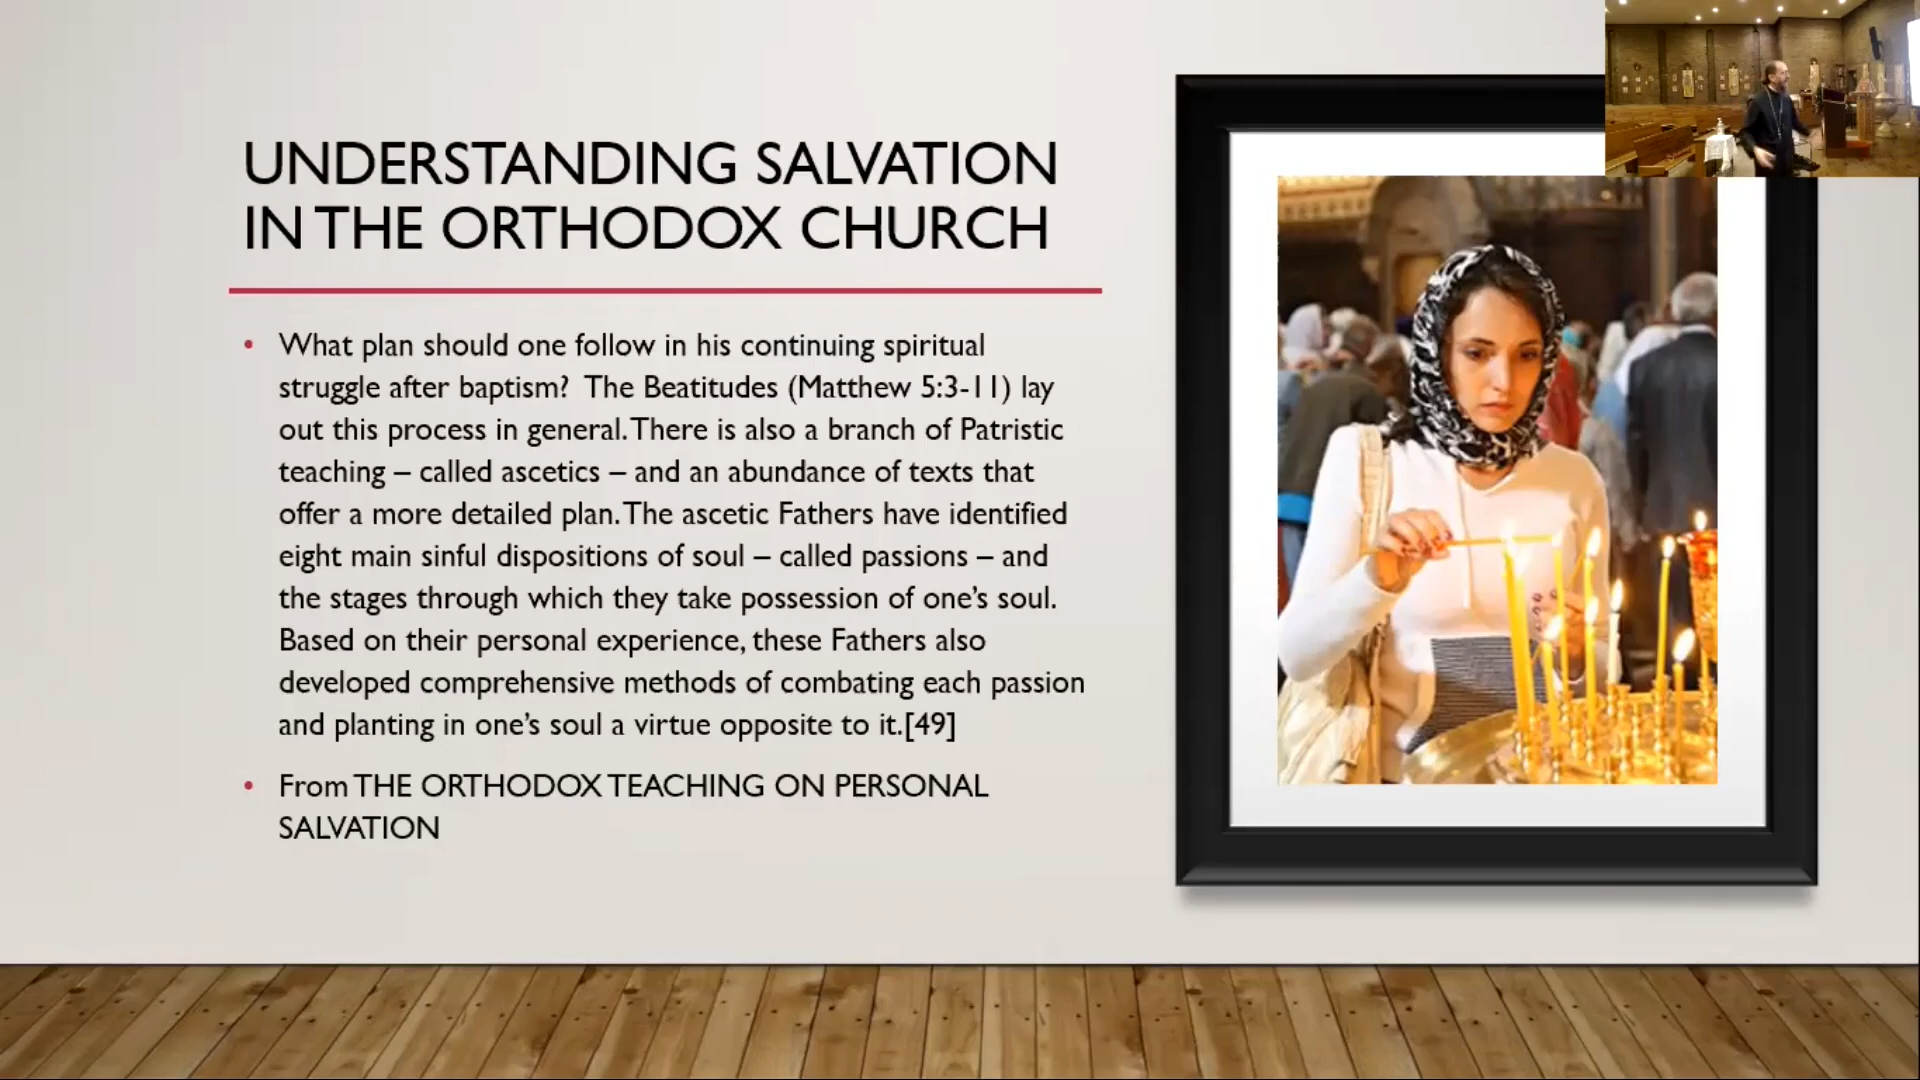 UNDERSTANDING SALVATION
IN THE ORTHODOX CHURCH
• What plan should one follow in his continuing spiritual
struggle after baptism?  The Beatitudes (Matthew 5:3-11) lay
out this process in general. There is also a branch of Patristic
teaching – called ascetics – and an abundance of texts that
offer a more detailed plan. The ascetic Fathers have identified
eight main sinful dispositions of soul – called passions – and
the stages through which they take possession of one’s soul.
Based on their personal experience, these Fathers also
developed comprehensive methods of combating each passion
and planting in one’s soul a virtue opposite to it.[49]
• From THE ORTHODOX TEACHING ON PERSONAL
SALVATION